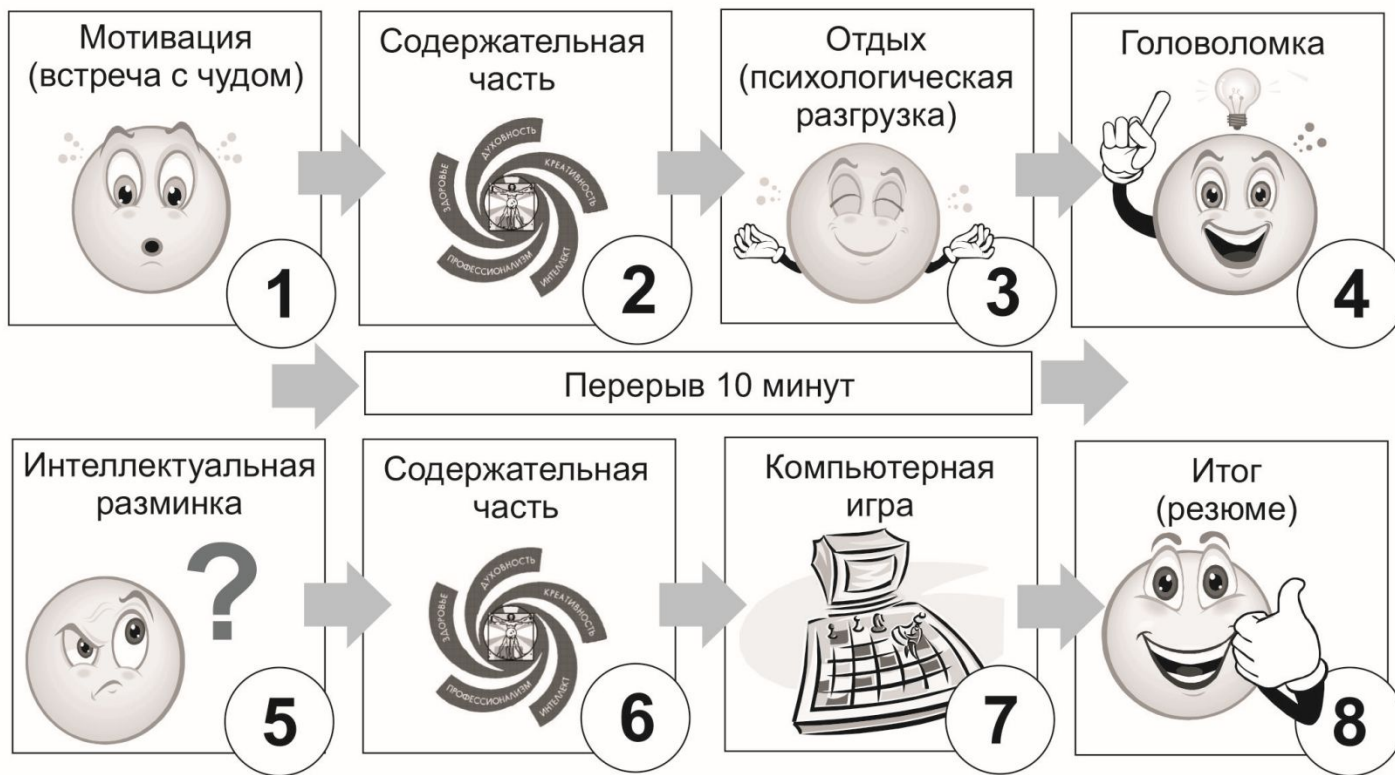 Мотивация
(встреча с чудом)
1
Содержательная
часть
ДУХОВНОСТЬ
КРЕАТИВНОСТЬ
ЗДОРОВЬЕ
ПРОФЕССИОНАЛИЗМ
ИНТЕЛЛЕКТ
2
Отдых
(психологическая
разгрузка)
3
Головоломка
4
Перерыв 10 минут
Интеллектуальная
разминка
?
5
Содержательная
часть
ДУХОВНОСТЬ
КРЕАТИВНОСТЬ
ЗДОРОВЬЕ
ПРОФЕССИОНАЛИЗМ
ИНТЕЛЛЕКТ
6
Компьютерная
игра
7
Итог
(резюме)
8